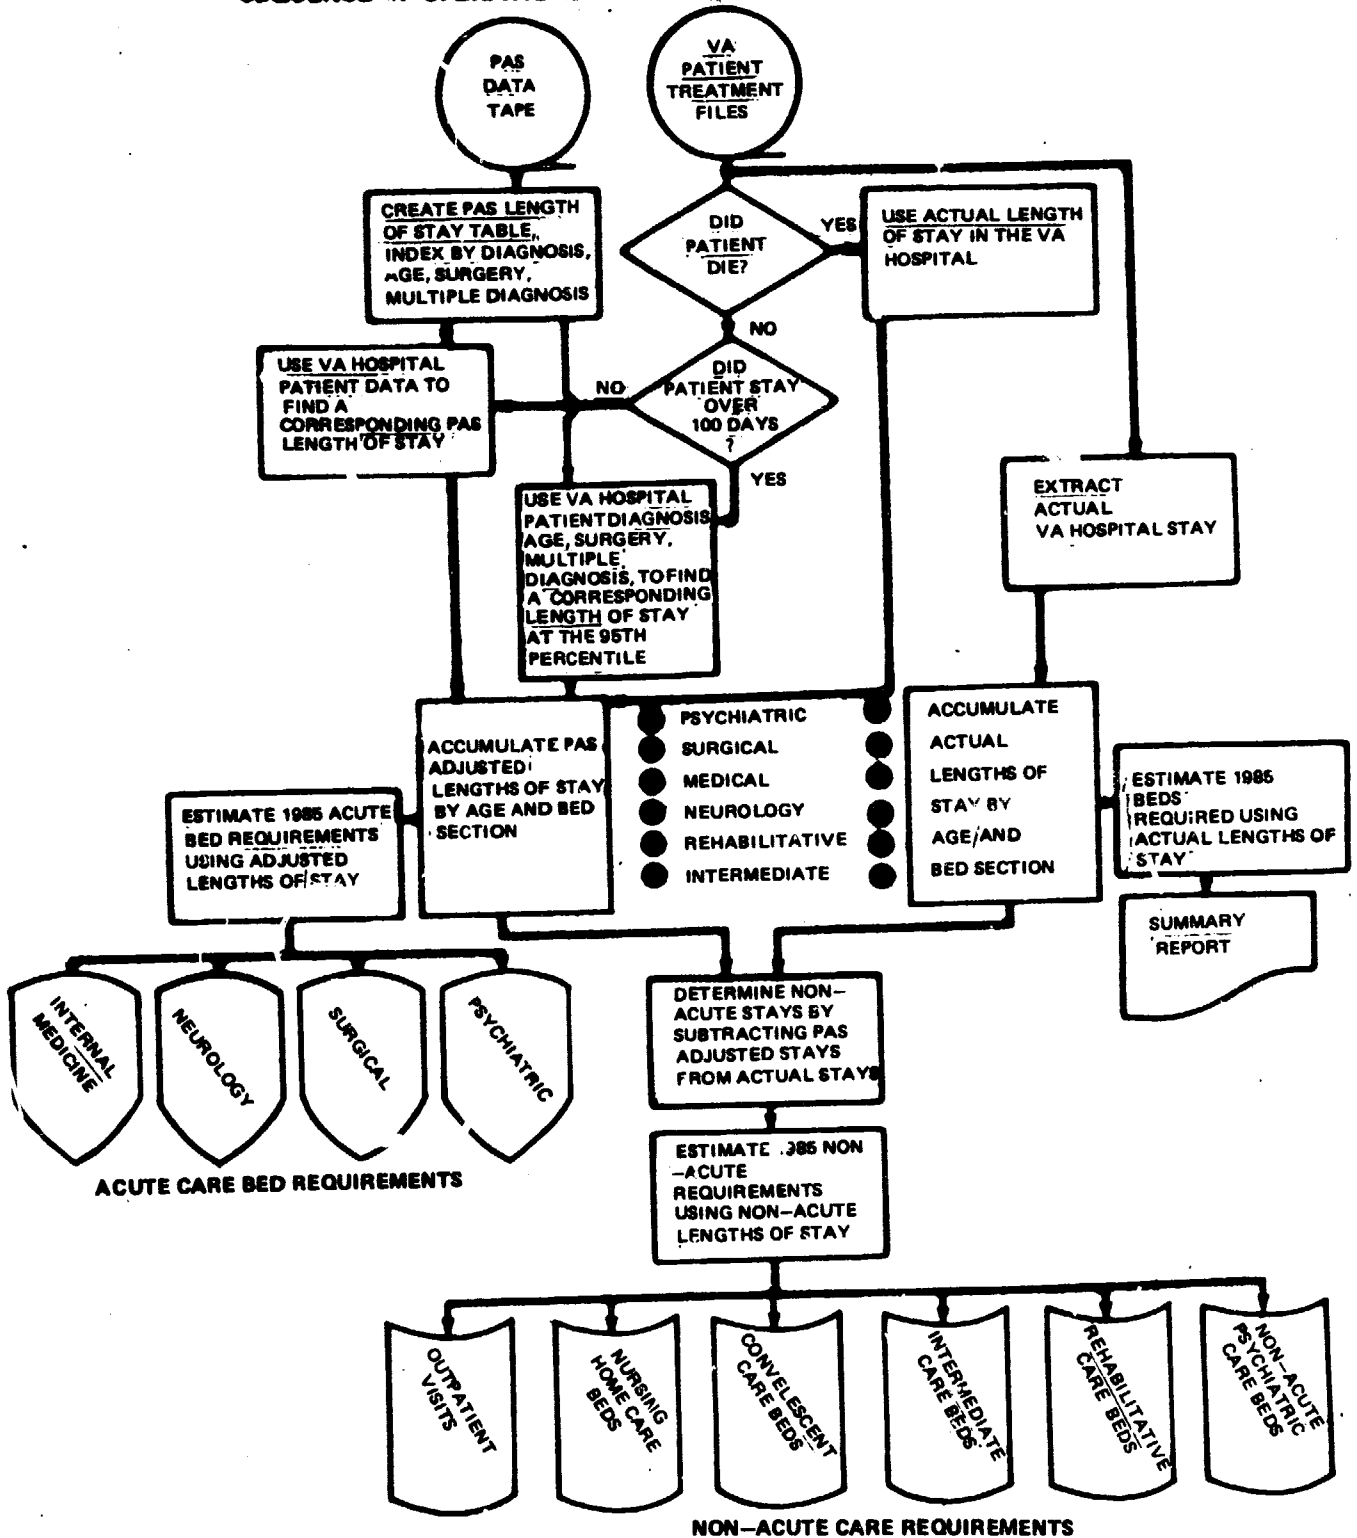 PAS
DATA
TAPE
VA
PATIENT
TREATMENT
FILES
CREATE PAS LENGTH
OF STAY TABLE,
INDEX BY DIAGNOSIS,
AGE, SURGERY,
MULTIPLE DIAGNOSIS
DID
PATIENT
DIE?
YES
USE ACTUAL LENGTH
OF STAY IN THE VA
HOSPITAL
NO
USE VA HOSPITAL
PATIENT DATA TO
FIND A
CORRESPONDING PAS
LENGTH OF STAY
NO
DID
PATIENT STAY
OVER
100 DAYS
?
YES
USE VA HOSPITAL
PATIENT DIAGNOSIS
AGE, SURGERY,
MULTIPLE
DIAGNOSIS, TO FIND
A CORRESPONDING
LENGTH OF STAY
AT THE 95TH
PERCENTILE
EXTRACT
ACTUAL
VA HOSPITAL STAY
ACCUMULATE PAS
ADJUSTED
LENGTHS OF STAY
BY AGE AND BED
SECTION
PSYCHIATRIC
SURGICAL
MEDICAL
NEUROLOGY
REHABILITATIVE
INTERMEDIATE
ACCUMULATE
ACTUAL
LENGTHS OF
STAY BY
AGE/AND
BED SECTION
ESTIMATE 1985
BEDS
REQUIRED USING
ACTUAL LENGTHS OF
STAY
SUMMARY
REPORT
ESTIMATE 1985 ACUTE
BED REQUIREMENTS
USING ADJUSTED
LENGTHS OF STAY
INTERNAL
MEDICINE
NEUROLOGY
SURGICAL
PSYCHIATRIC
ACUTE CARE BED REQUIREMENTS
DETERMINE NON–
ACUTE STAYS BY
SUBTRACTING PAS
ADJUSTED STAYS
FROM ACTUAL STAYS
ESTIMATE 1985 NON
–ACUTE
REQUIREMENTS
USING NON–ACUTE
LENGTHS OF STAY
OUTPATIENT
VISITS
NURSING
HOME CARE
BEDS
CONVELESCENT
CARE BEDS
INTERMEDIATE
CARE BEDS
REHABILITATIVE
CARE BEDS
NON–ACUTE
PSYCHIATRIC
CARE BEDS
NON–ACUTE CARE REQUIREMENTS